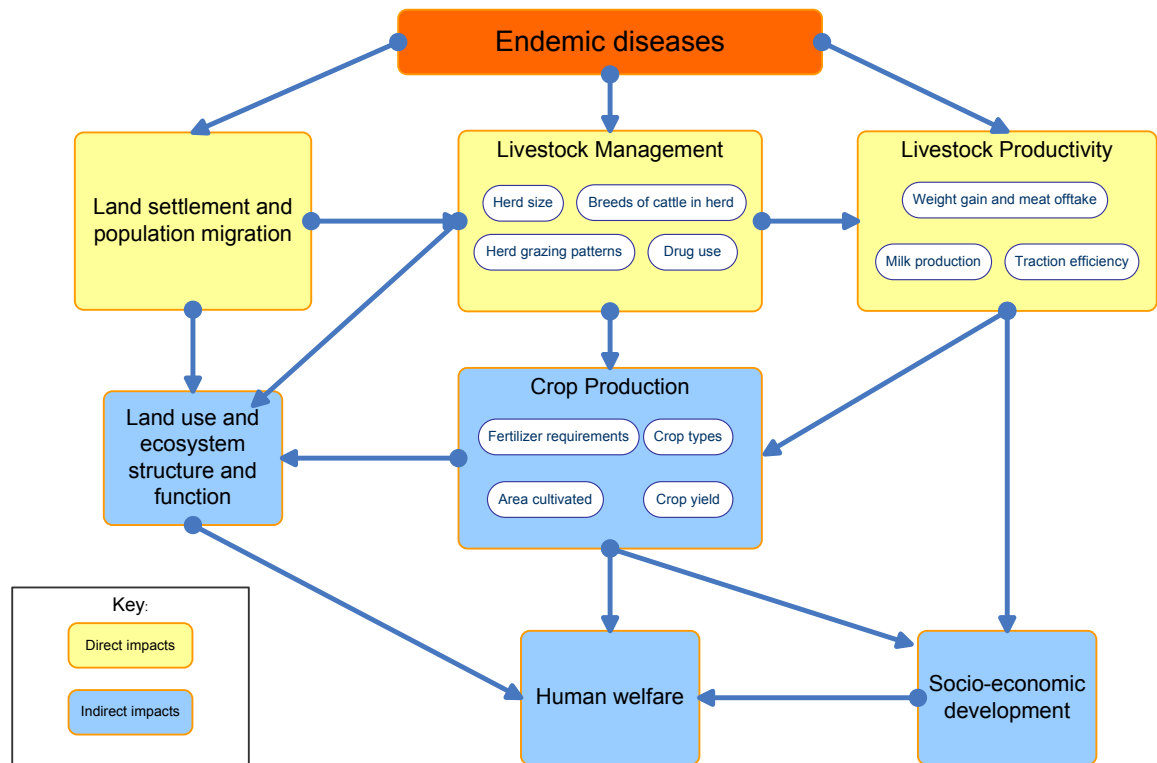 Endemic diseases
Land settlement and
population migration
Livestock Management
Herd size
Breeds of cattle in herd
Herd grazing patterns
Drug use
Livestock Productivity
Weight gain and meat offtake
Milk production
Traction efficiency
Land use and
ecosystem
structure and
function
Crop Production
Fertilizer requirements
Crop types
Area cultivated
Crop yield
Key:
Direct impacts
Indirect impacts
Human welfare
Socio-economic
development